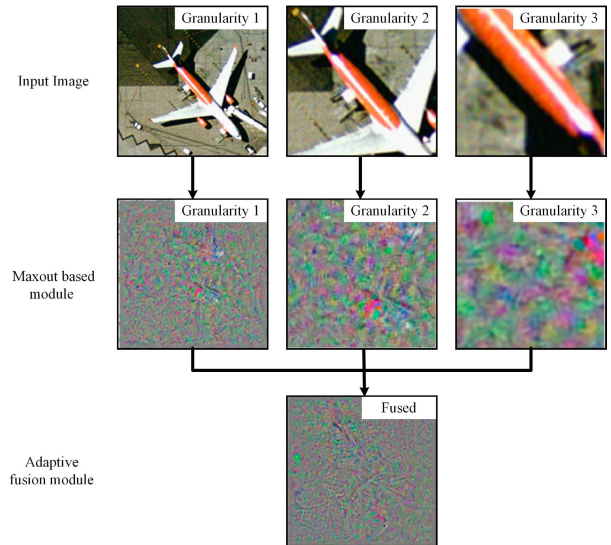 Granularity 1
Granularity 2
Granularity 3
Input Image
Granularity 1
Granularity 2
Granularity 3
Maxout based
module
Fused
Adaptive
fusion module